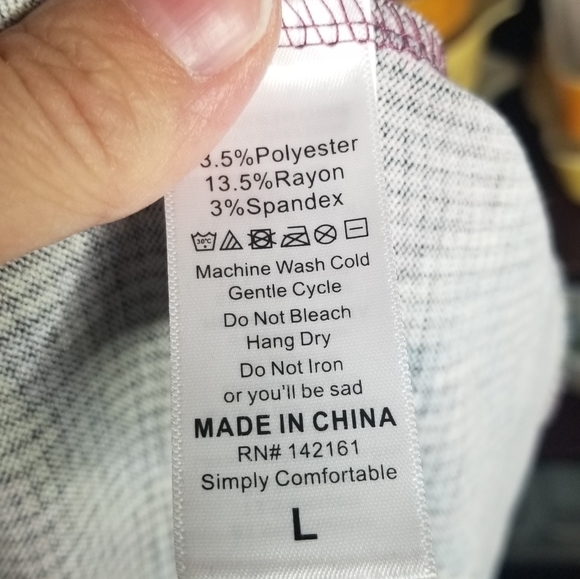 3.5%Polyester
13.5%Rayon
3%Spandex
30℃
Machine Wash Cold
Gentle Cycle
Do Not Bleach
Hang Dry
Do Not Iron
or you'll be sad
MADE IN CHINA
RN# 142161
Simply Comfortable
L